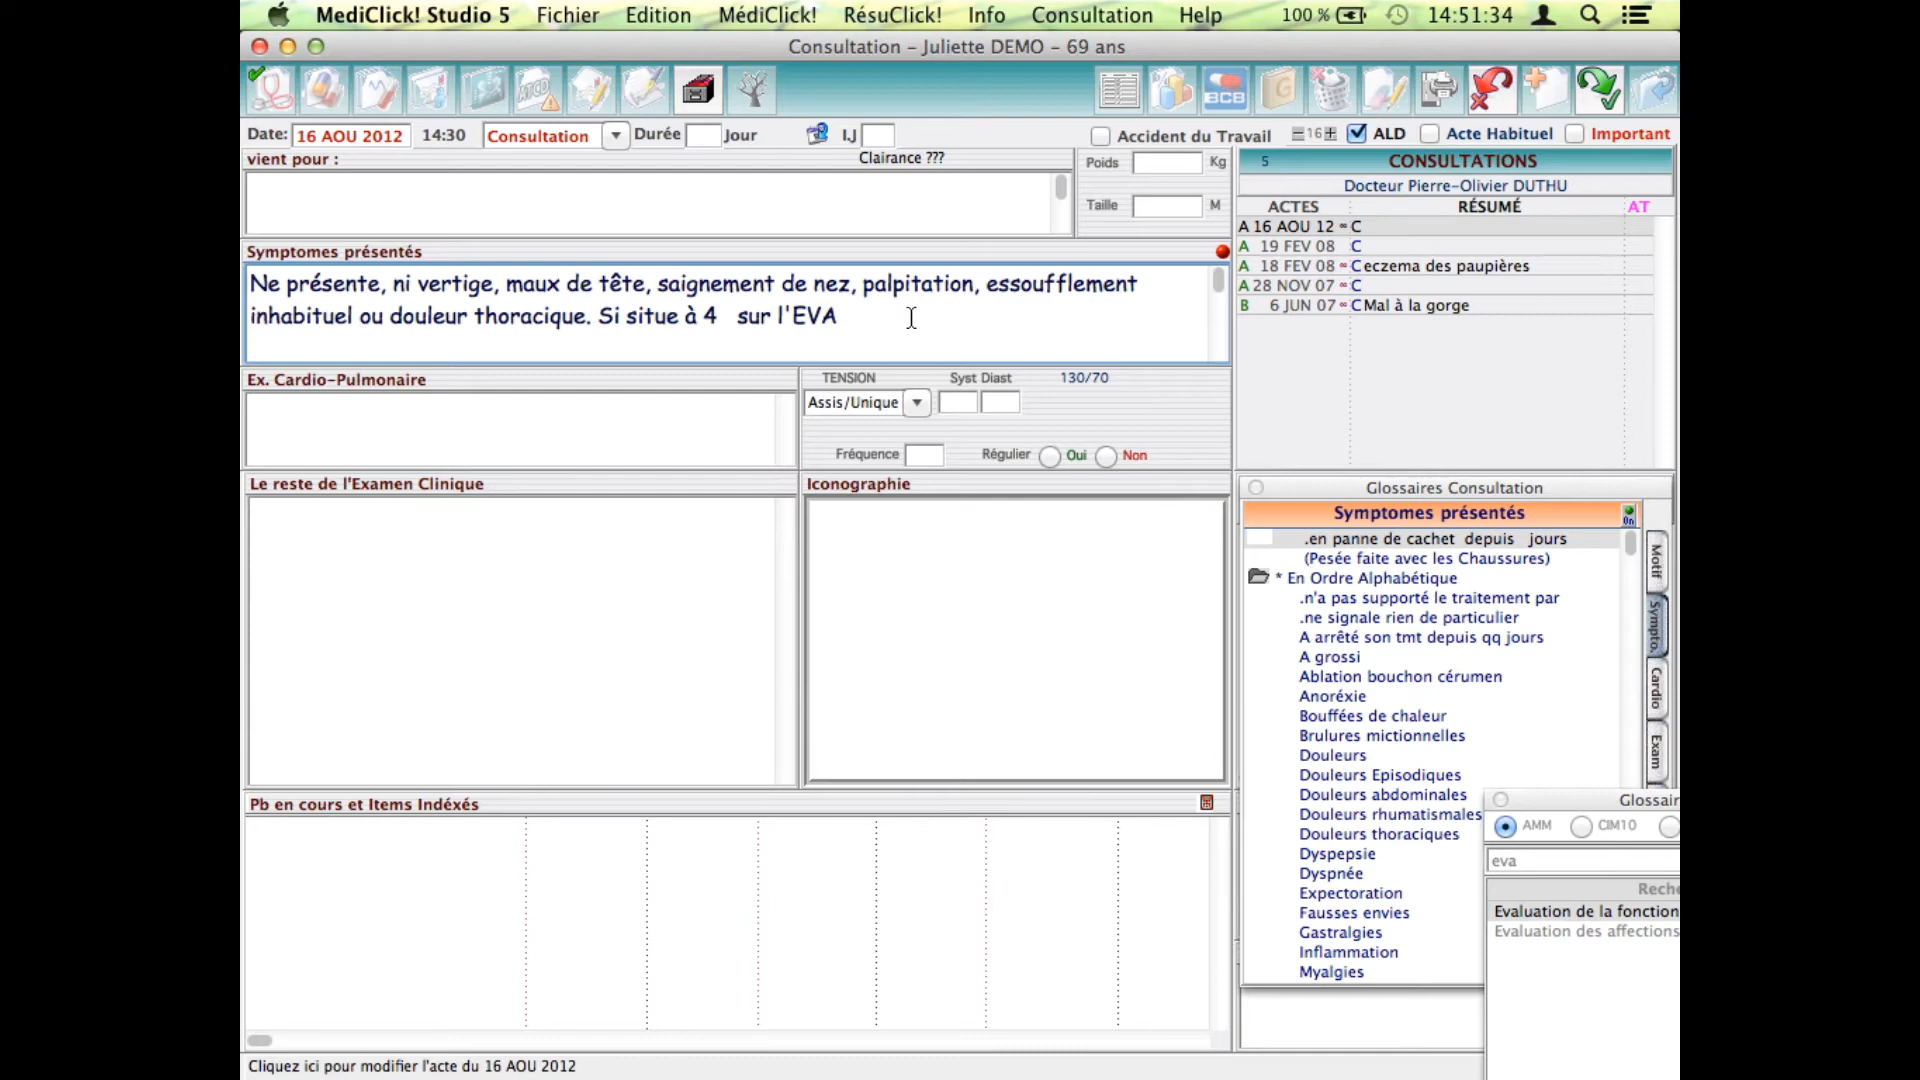 MediClick! Studio 5 Fichier Edition MédiClick! RésuClick! Info Consultation Help 100 % 14:51:34
Consultation – Juliette DEMO – 69 ans
ATCD BCB G
Date: 16 AOU 2012 14:30 Consultation Durée Jour I.J Accident du Travail 16 ALD Acte Habituel Important
vient pour : Clairance ???
Poids Kg
Taille M
Symptomes présentés
Ne présente, ni vertige, maux de tête, saignement de nez, palpitation, essoufflement
inhabituel ou douleur thoracique. Si situe à 4 sur l'EVA
Ex. Cardio-Pulmonaire
TENSION Syst Diast 130/70
Assis/Unique
Fréquence Régulier Oui Non
Le reste de l'Examen Clinique
Iconographie
Pb en cours et Items Indéxés
5 CONSULTATIONS
Docteur Pierre-Olivier DUTHU
ACTES RÉSUMÉ AT
A 16 AOU 12 C
A 19 FEV 08 C
A 18 FEV 08 C eczema des paupières
A 28 NOV 07 C
B 6 JUN 07 C Mal à la gorge
Glossaires Consultation
Symptomes présentés On
.en panne de cachet depuis jours
(Pesée faite avec les Chaussures)
* En Ordre Alphabétique
.n'a pas supporté le traitement par
.ne signale rien de particulier
A arrêté son tmt depuis qq jours
A grossi
Ablation bouchon cérumen
Anoréxie
Bouffées de chaleur
Brulures mictionnelles
Douleurs
Douleurs Episodiques
Douleurs abdominales
Douleurs rhumatismales
Douleurs thoraciques
Dyspepsie
Dyspnée
Expectoration
Fausses envies
Gastralgies
Inflammation
Myalgies
Motif
Sympto.
Cardio
Exam
Glossair
AMM CIM10
eva
Reche
Evaluation de la fonction
Evaluation des affections
Cliquez ici pour modifier l'acte du 16 AOU 2012